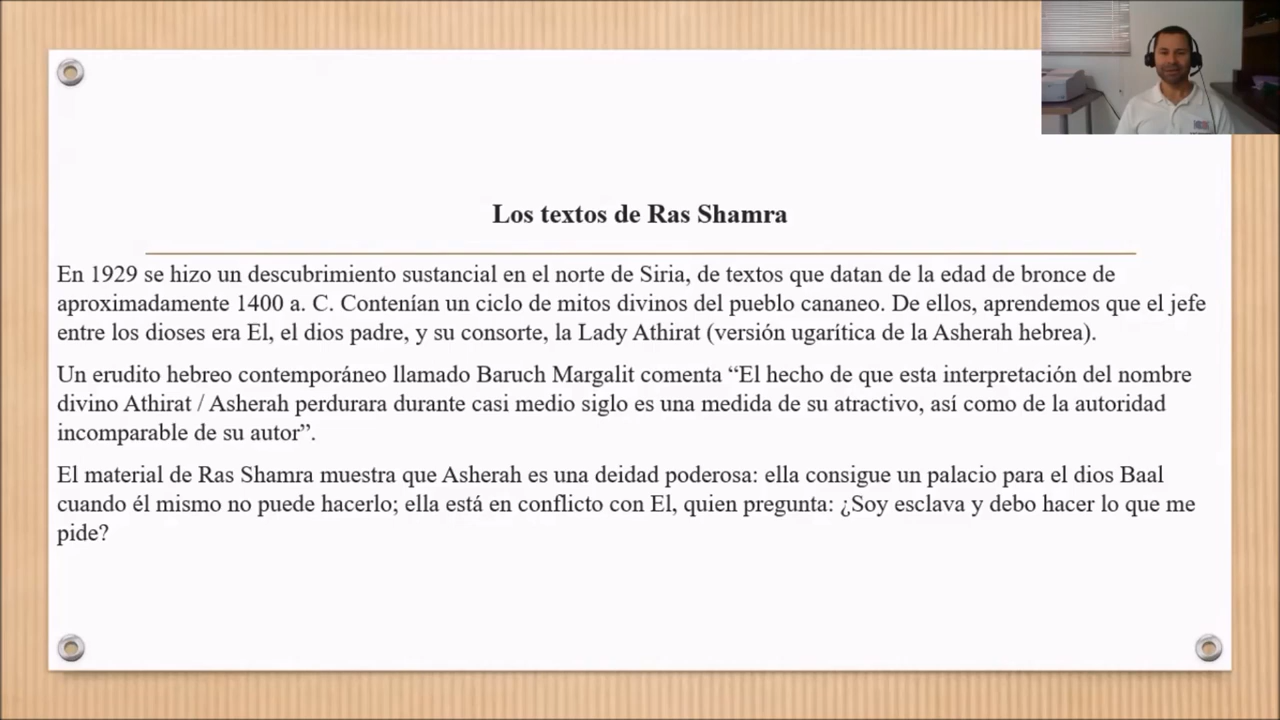 Los textos de Ras Shamra
En 1929 se hizo un descubrimiento sustancial en el norte de Siria, de textos que datan de la edad de bronce de
aproximadamente 1400 a. C. Contenían un ciclo de mitos divinos del pueblo cananeo. De ellos, aprendemos que el jefe
entre los dioses era El, el dios padre, y su consorte, la Lady Athirat (versión ugarítica de la Asherah hebrea).
Un erudito hebreo contemporáneo llamado Baruch Margalit comenta “El hecho de que esta interpretación del nombre
divino Athirat / Asherah perdurara durante casi medio siglo es una medida de su atractivo, así como de la autoridad
incomparable de su autor”.
El material de Ras Shamra muestra que Asherah es una deidad poderosa: ella consigue un palacio para el dios Baal
cuando él mismo no puede hacerlo; ella está en conflicto con El, quien pregunta: ¿Soy esclava y debo hacer lo que me
pide?